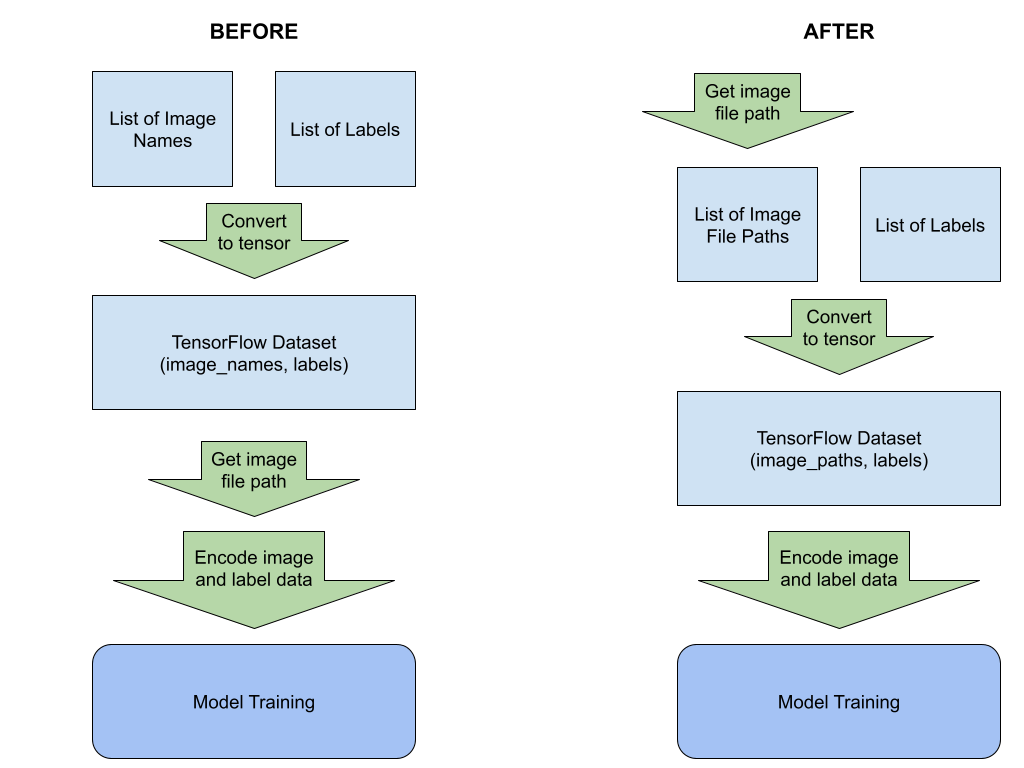 BEFORE
List of Image
Names
List of Labels
Convert
to tensor
TensorFlow Dataset
(image_names, labels)
Get image
file path
Encode image
and label data
Model Training
AFTER
Get image
file path
List of Image
File Paths
List of Labels
Convert
to tensor
TensorFlow Dataset
(image_paths, labels)
Encode image
and label data
Model Training